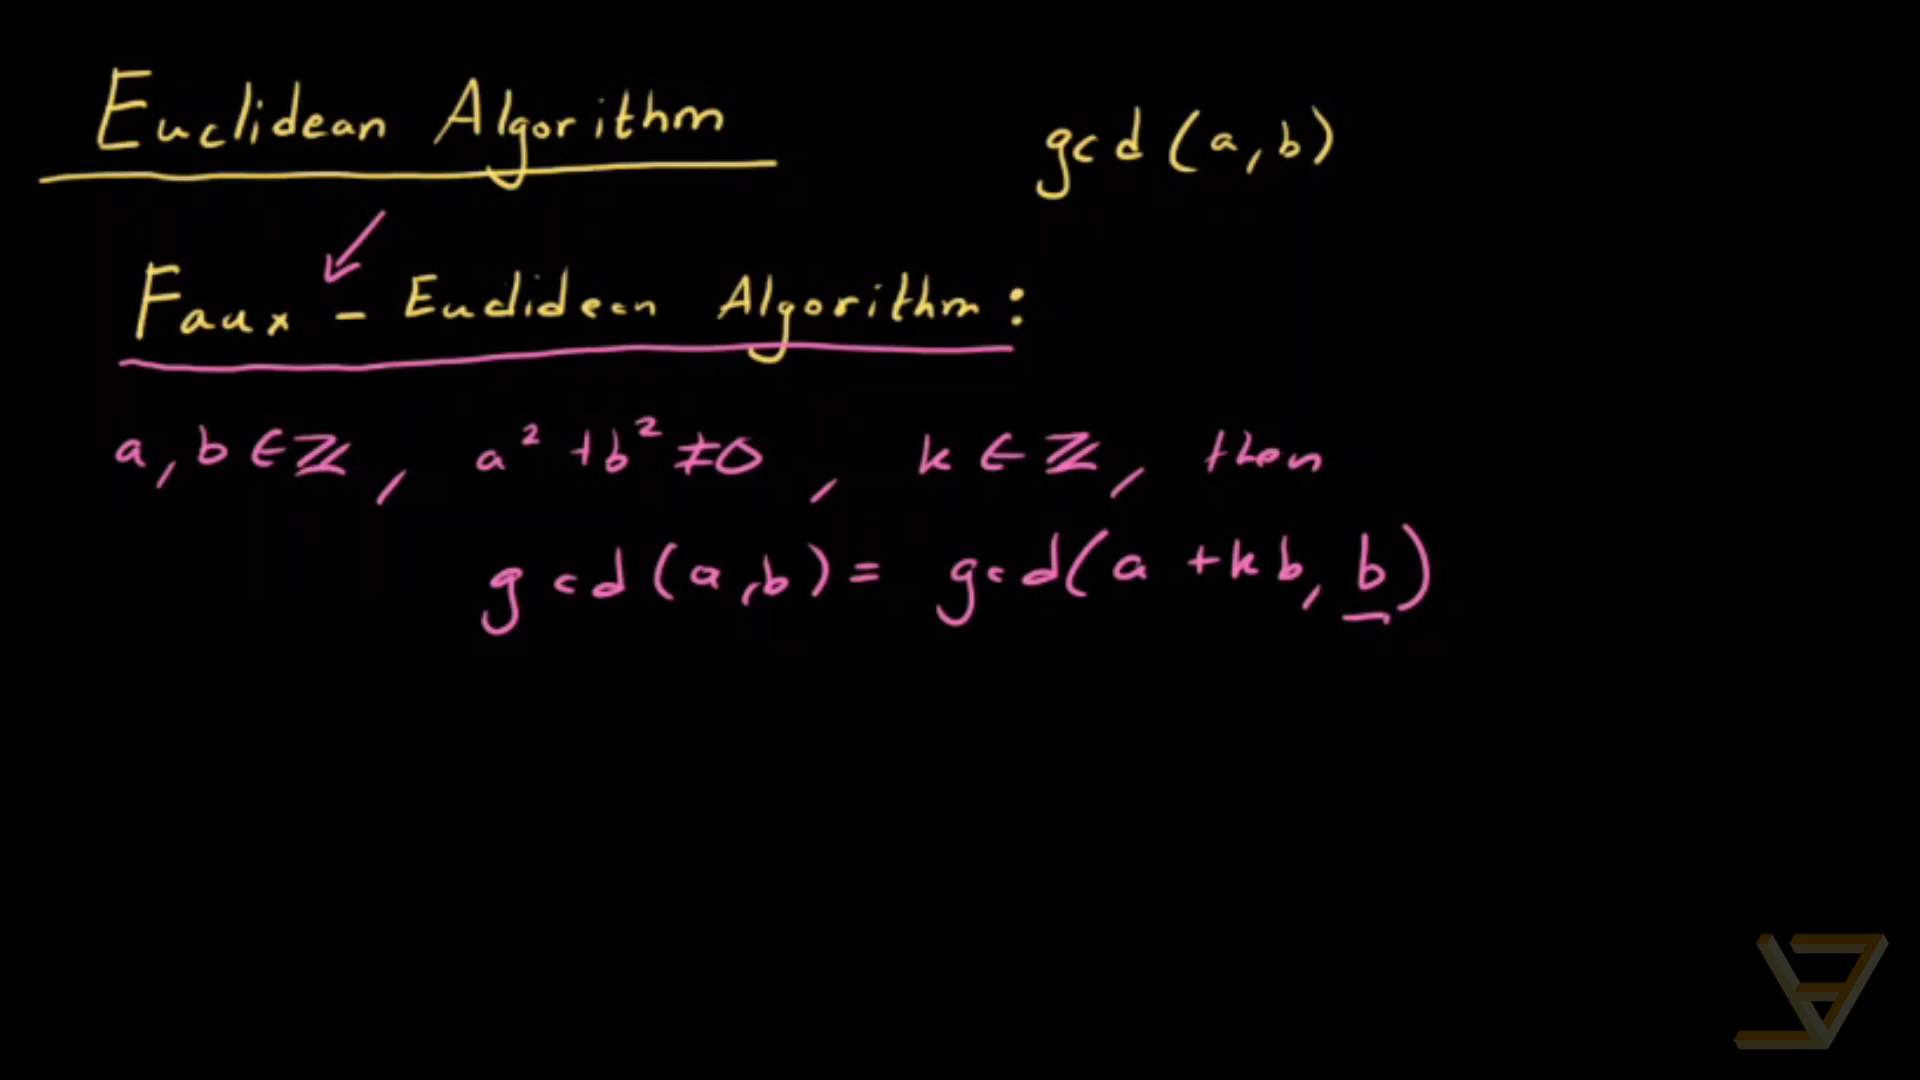 Euclidean Algorithm
gcd (a, b)
Faux - Euclidean Algorithm :
a, b ∈ ℤ, a² + b² ≠ 0, k ∈ ℤ, then
gcd (a, b) = gcd (a + kb, b)